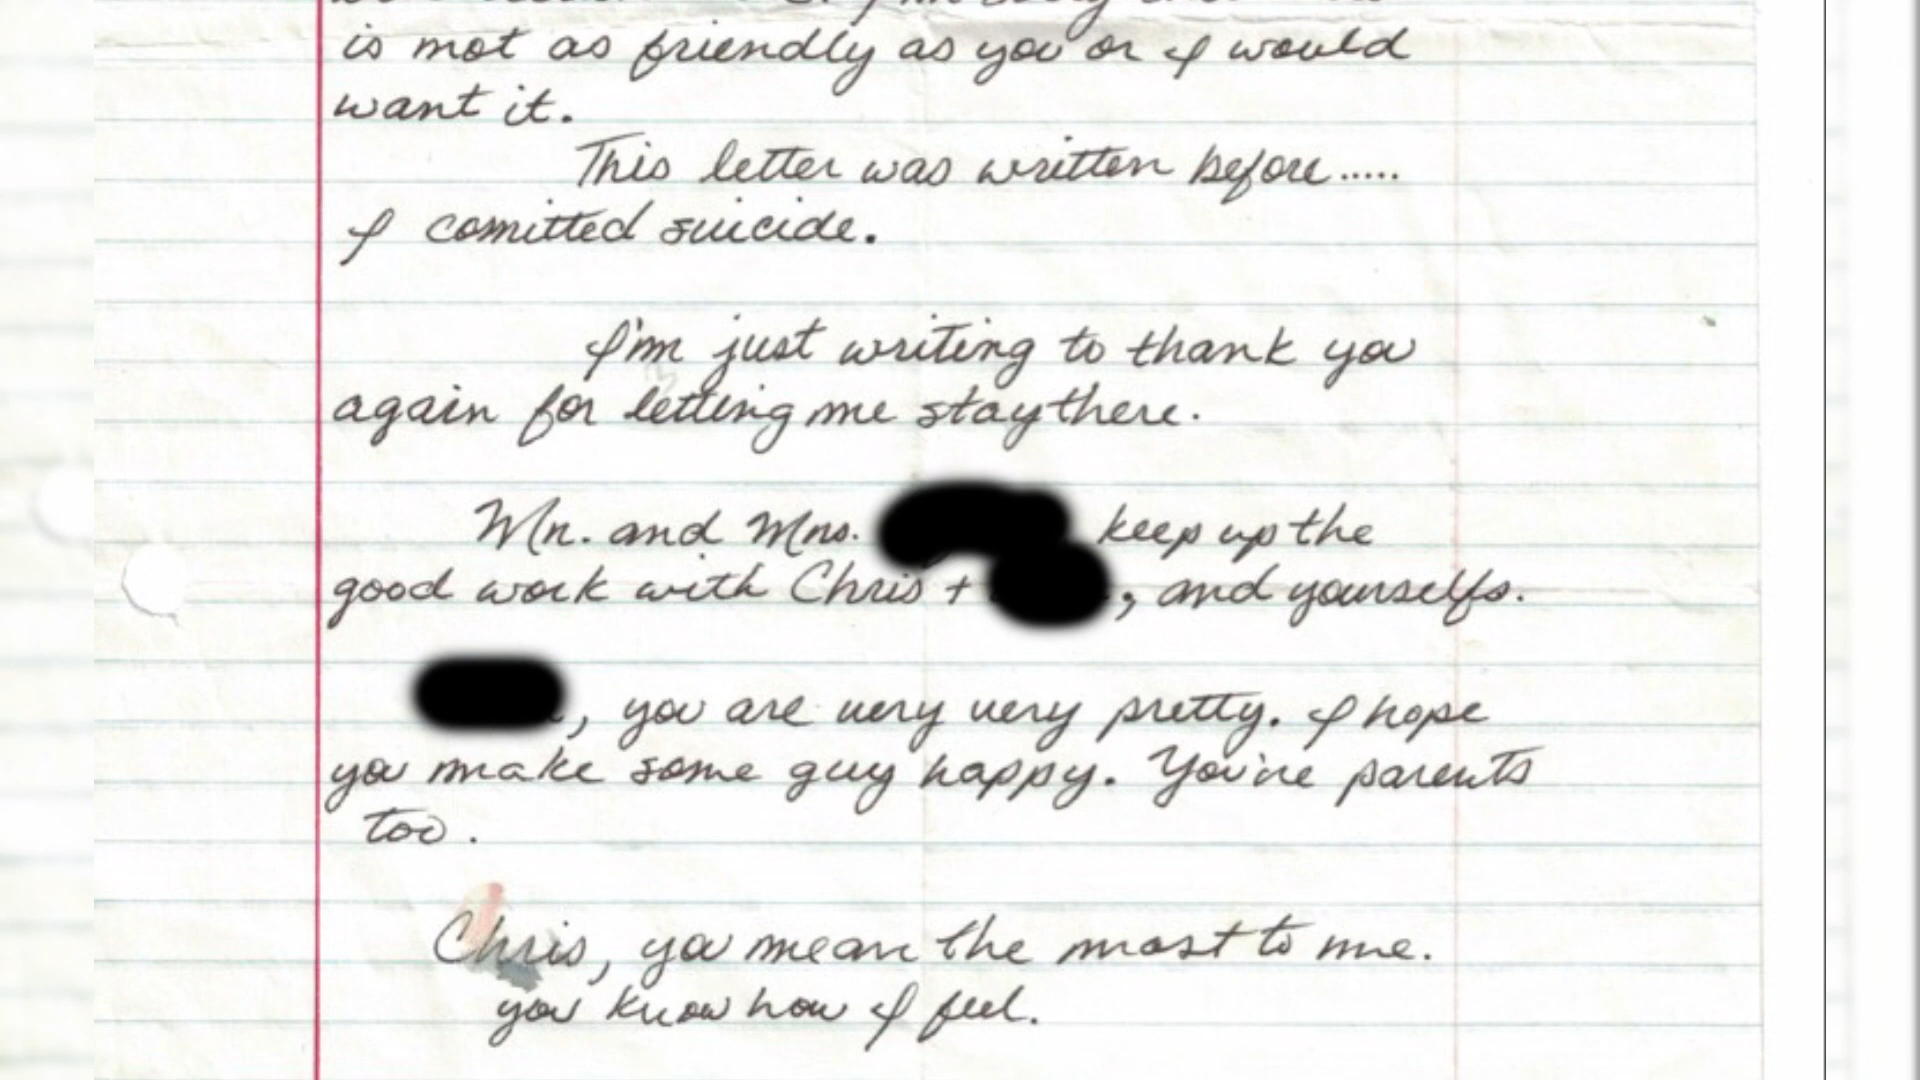 is not as friendly as you or I would
want it.
This letter was written before.....
I comitted suicide.
I'm just writing to thank you
again for letting me stay there.
Mr. and Mrs. keep up the
good work with Chris + , and yourselfs.
, you are very very pretty. I hope
you make some guy happy. You're parents
too.
Chris, you mean the most to me.
you know how I feel.